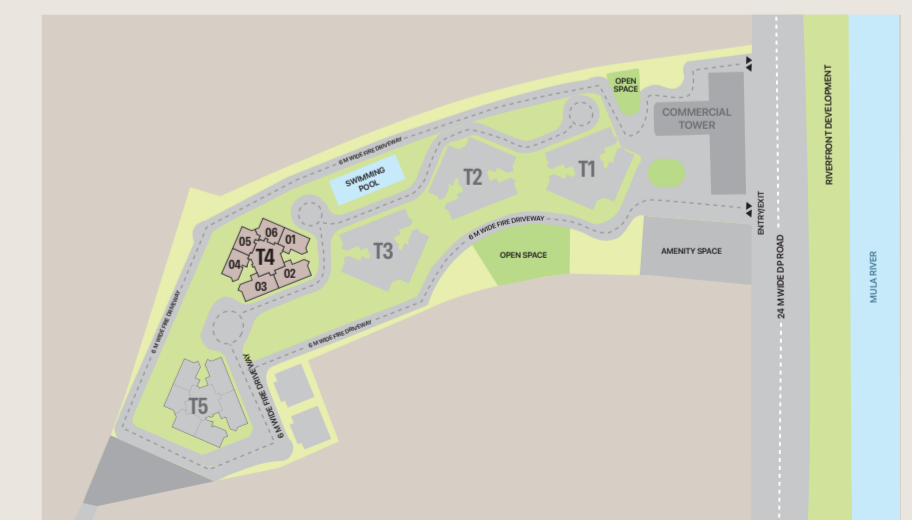 OPEN
SPACE
COMMERCIAL
TOWER
RIVERFRONT DEVELOPMENT
6 M WIDE FIRE DRIVEWAY
SWIMMING
POOL
T2
T1
ENTRY/EXIT
6 M WIDE FIRE DRIVEWAY
05
06
01
04
T4
02
03
T3
OPEN SPACE
AMENITY SPACE
24 M WIDE DP ROAD
MULA RIVER
6 M WIDE FIRE DRIVEWAY
6 M WIDE FIRE DRIVEWAY
6 M WIDE FIRE DRIVEWAY
T5